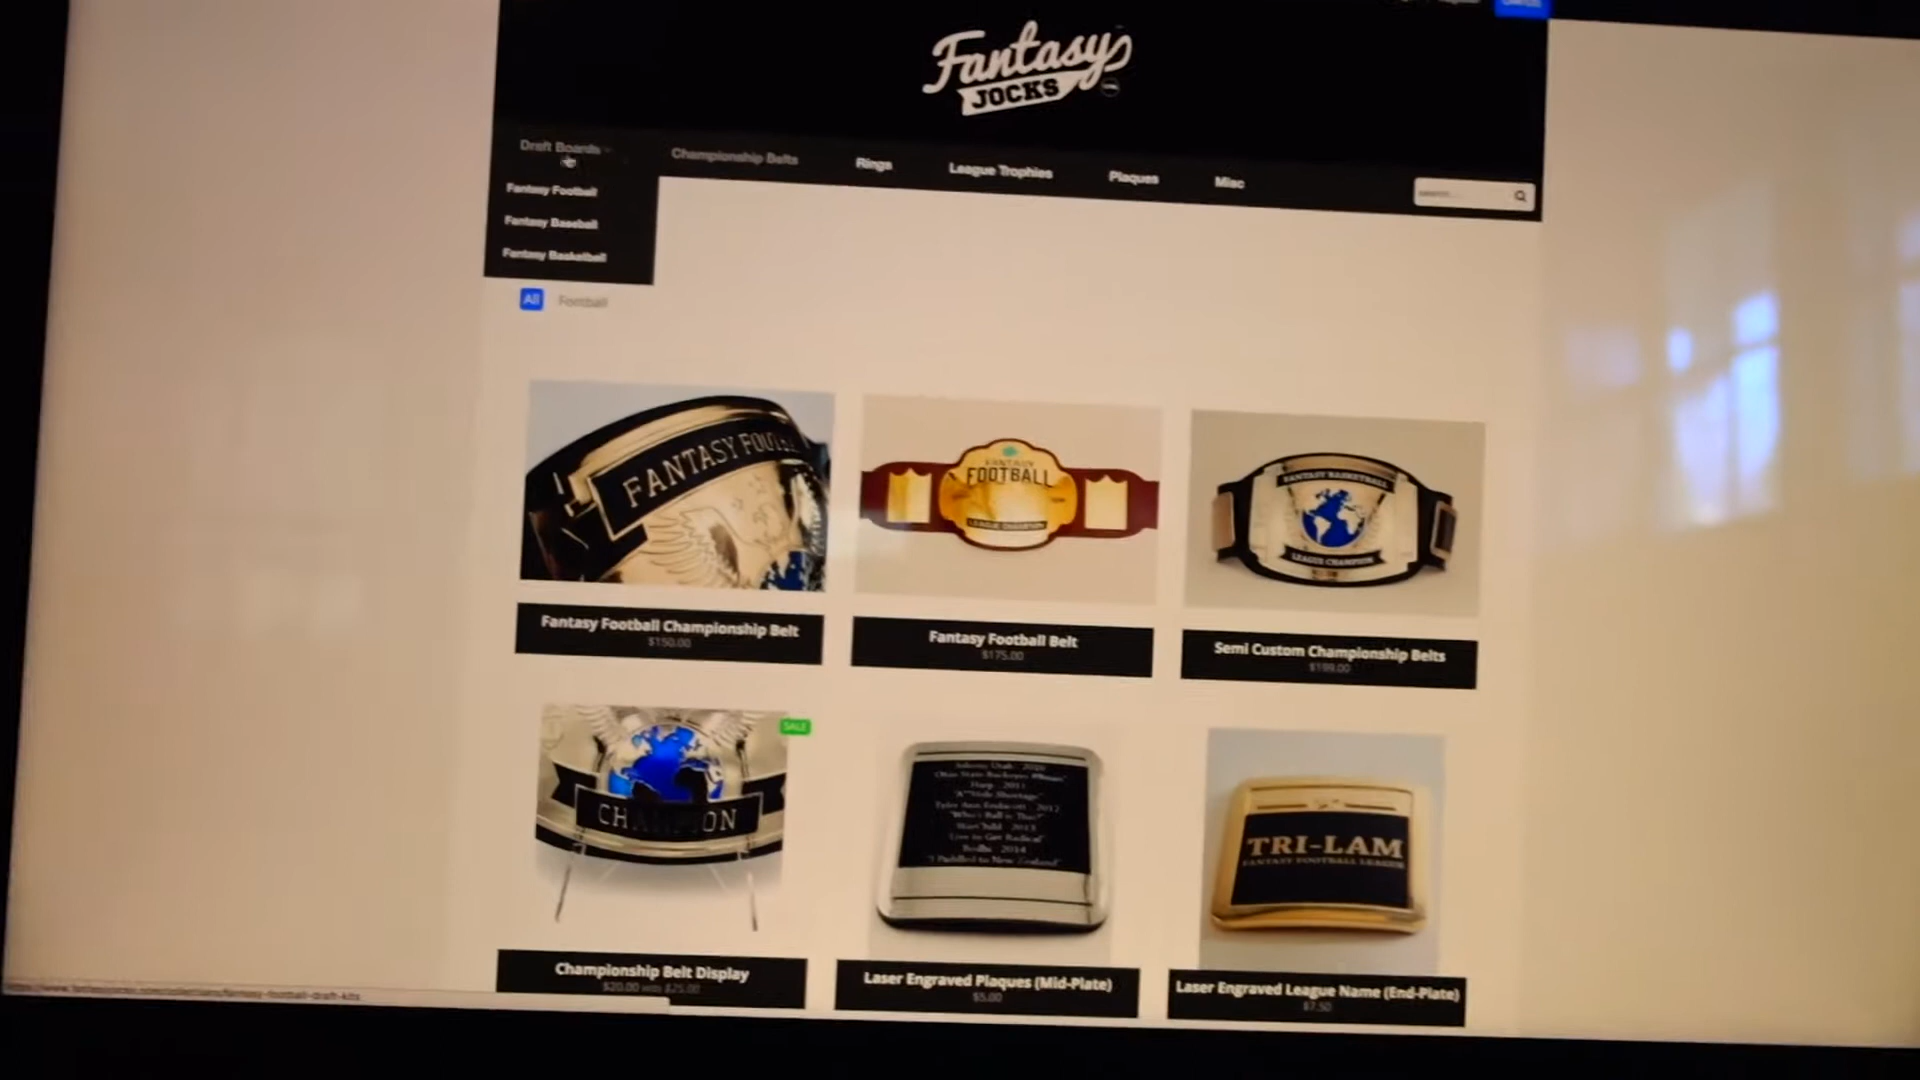 Fantasy
JOCKS
Draft Boards
Championship Belts
Rings
League Trophies
Plaques
Misc
Fantasy Football
Fantasy Baseball
Fantasy Basketball
All
Football
FANTASY
FANTASY
FOOTBALL
LEAGUE CHAMPION
FANTASY BASKETBALL
LEAGUE CHAMPION
Fantasy Football Championship Belt
$150.00
Fantasy Football Belt
$175.00
Semi Custom Championship Belts
$199.00
SALE
CHAMPION
TRI-LAM
FANTASY FOOTBALL LEAGUE
Championship Belt Display
$20.00 was $25.00
Laser Engraved Plaques (Mid-Plate)
$5.00
Laser Engraved League Name (End-Plate)
$7.50